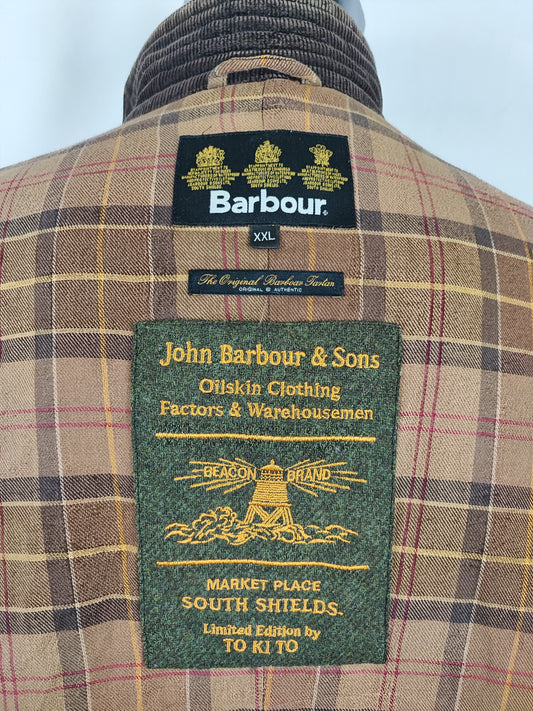 Barbour
XXL
The Original Barbour Tartan
ORIGINAL & AUTHENTIC
John Barbour & Sons
Oilskin Clothing
Factors & Warehousemen
BEACON BRAND
MARKET PLACE
SOUTH SHIELDS
Limited Edition by
TO KI TO